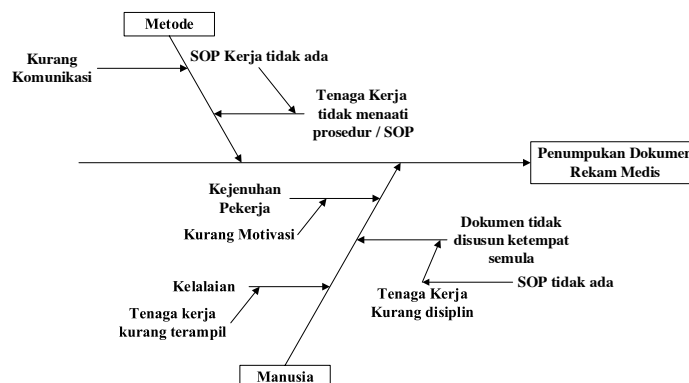 Metode
Kurang
Komunikasi
SOP Kerja tidak ada
Tenaga Kerja
tidak menaati
prosedur / SOP
Penumpukan Dokumen
Rekam Medis
Kejenuhan
Pekerja
Kurang Motivasi
Dokumen tidak
disusun ketempat
semula
SOP tidak ada
Kelalaian
Tenaga Kerja
Kurang disiplin
Tenaga kerja
kurang terampil
Manusia